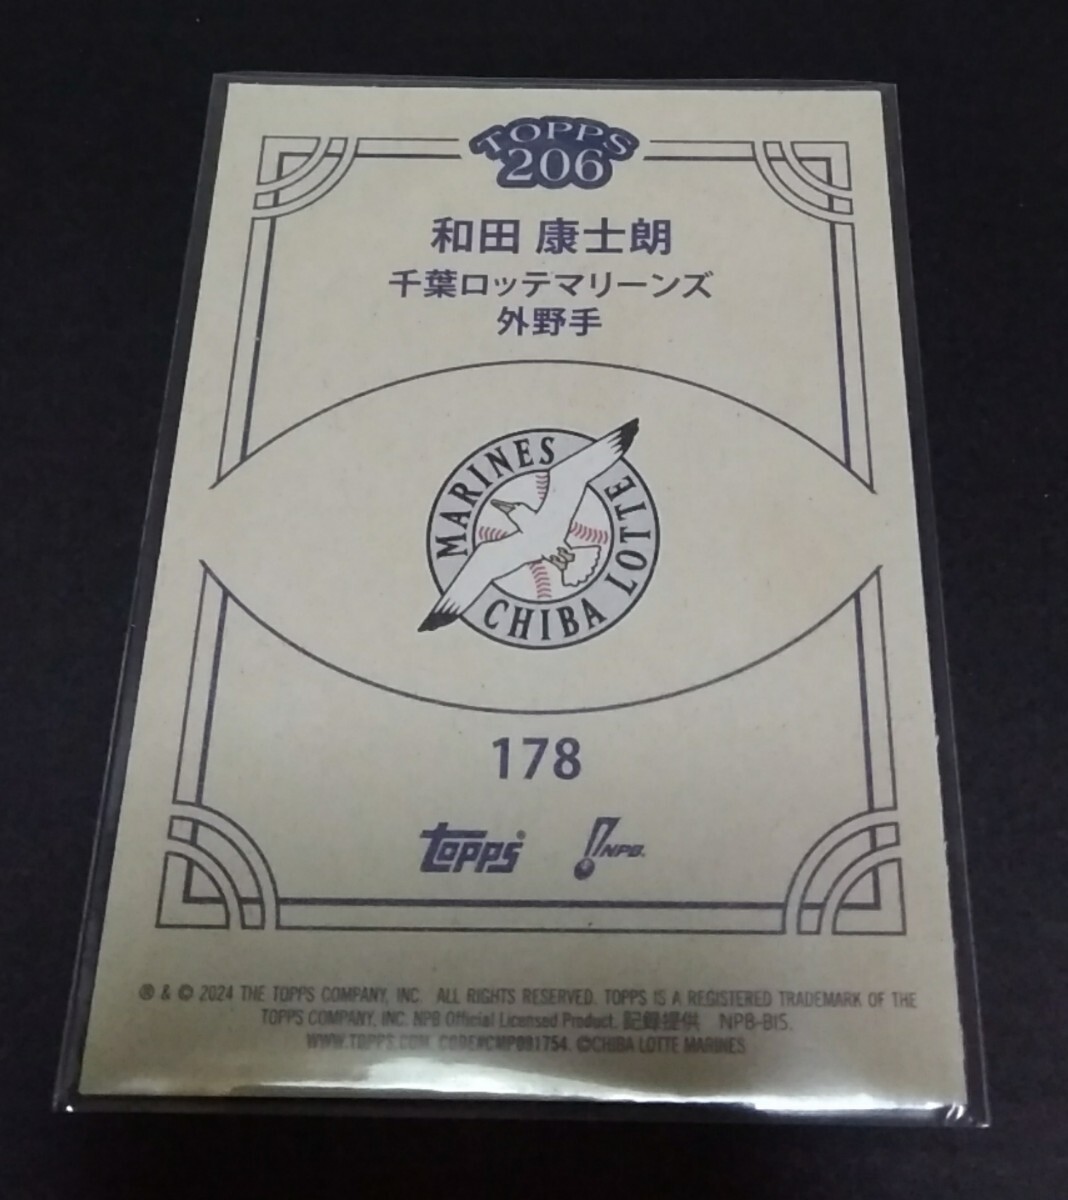 TOPPS
206
和田 康士朗
千葉ロッテマリーンズ
外野手
MARINES
CHIBA LOTTE
178
topps®
NPB.
® & © 2024 THE TOPPS COMPANY, INC. ALL RIGHTS RESERVED. TOPPS IS A REGISTERED TRADEMARK OF THE
TOPPS COMPANY, INC. NPB Official Licensed Product. 記録提供 NPB-BIS.
WWW.TOPPS.COM. CODE#CMP091754. ©CHIBA LOTTE MARINES